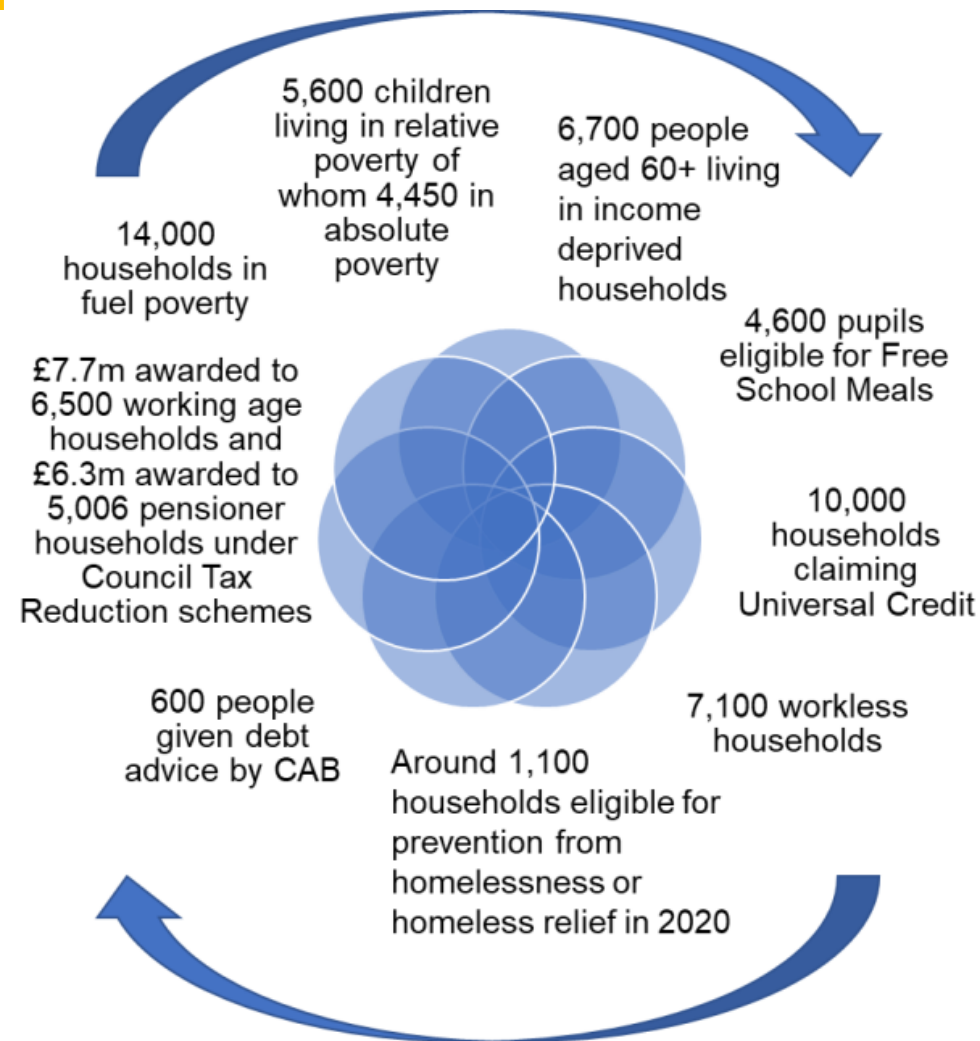 5,600 children
living in relative
poverty of
whom 4,450 in
absolute
poverty
6,700 people
aged 60+ living
in income
deprived
households
4,600 pupils
eligible for Free
School Meals
10,000
households
claiming
Universal Credit
7,100 workless
households
Around 1,100
households eligible for
prevention from
homelessness or
homeless relief in 2020
600 people
given debt
advice by CAB
£7.7m awarded to
6,500 working age
households and
£6.3m awarded to
5,006 pensioner
households under
Council Tax
Reduction schemes
14,000
households in
fuel poverty